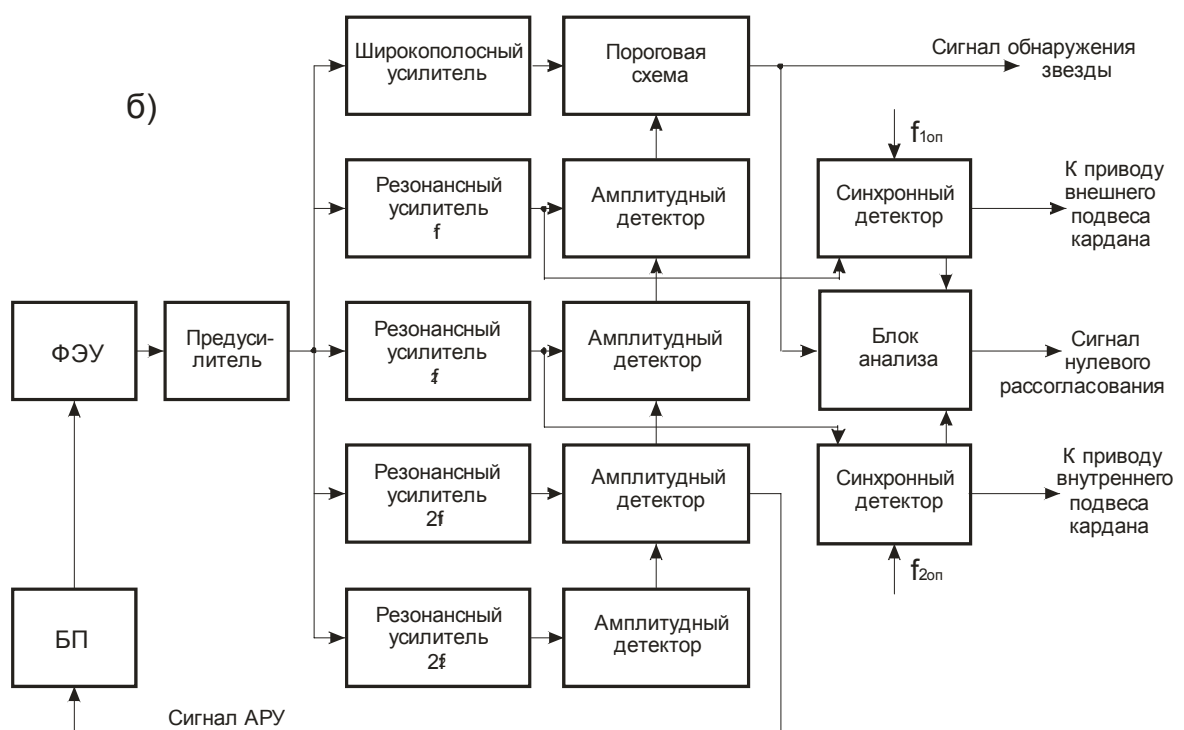 б)
Широкополосный
усилитель
Пороговая
схема
Сигнал обнаружения
звезды
f1оп
Резонансный
усилитель
Амплитудный
детектор
Синхронный
детектор
К приводу
внешнего
подвеса
кардана
ФЭУ
Предуси-
литель
Резонансный
усилитель
Амплитудный
детектор
Блок
анализа
Сигнал
нулевого
рассогласования
Резонансный
усилитель
Амплитудный
детектор
Синхронный
детектор
К приводу
внутреннего
подвеса
кардана
f2оп
БП
Резонансный
усилитель
Амплитудный
детектор
Сигнал АРУ